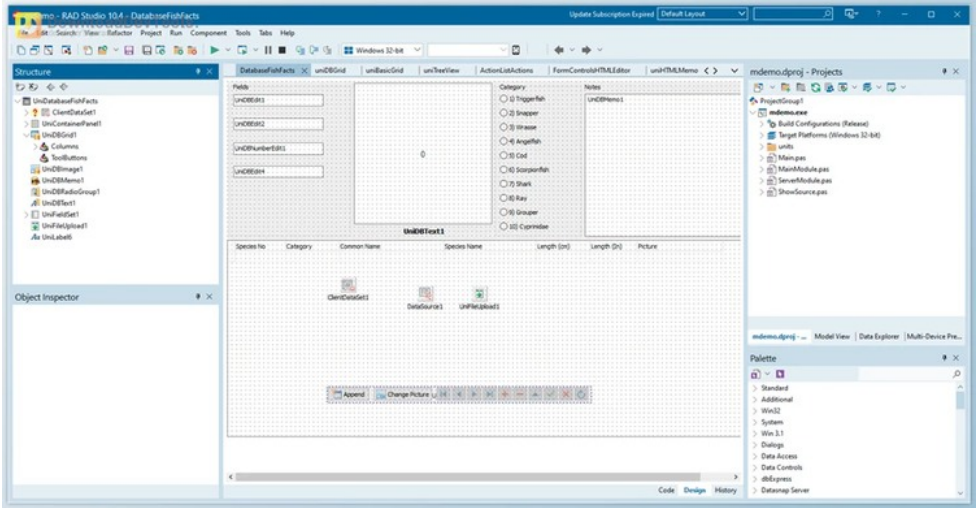 mo - RAD Studio 10.4 - DatabaseFishFacts
Update Subscription Expired
Default Layout
File Edit Search View Refactor Project Run Component Tools Tabs Help
Windows 32-bit
Structure
UniDatabaseFishFacts
ClientDataSet1
UniContainerPanel1
UniDBGrid1
Columns
ToolButtons
UniDBImage1
UniDBMemo1
UniDBRadioGroup1
UniDBText1
UniFieldSet1
UniFileUpload1
UniLabel6
Object Inspector
DatabaseFishFacts uniDBGrid uniBasicGrid uniTreeView ActionListActions FormControlsHTMLEditor uniHTMLMemo
Fields
UniDBEdit1
UniDBEdit2
UniDBNumberEdit1
UniDBEdit4
UniDBText1
Category
1) Triggerfish
2) Snapper
3) Wrasse
4) Angelfish
5) Cod
6) Scorpionfish
7) Shark
8) Ray
9) Grouper
10) Cyprinidae
Notes
UniDBMemo1
Species No Category Common Name Species Name Length (cm) Length (In) Picture
ClientDataSet1
DataSource1
UniFileUpload1
Append Change Picture
Code Design History
mdemo.dproj - Projects
ProjectGroup1
mdemo.exe
Build Configurations (Release)
Target Platforms (Windows 32-bit)
units
Main.pas
MainModule.pas
ServerModule.pas
ShowSource.pas
mdemo.dproj - ... Model View Data Explorer Multi-Device Pre...
Palette
Standard
Additional
Win32
System
Win 3.1
Dialogs
Data Access
Data Controls
dbExpress
Datasnap Server